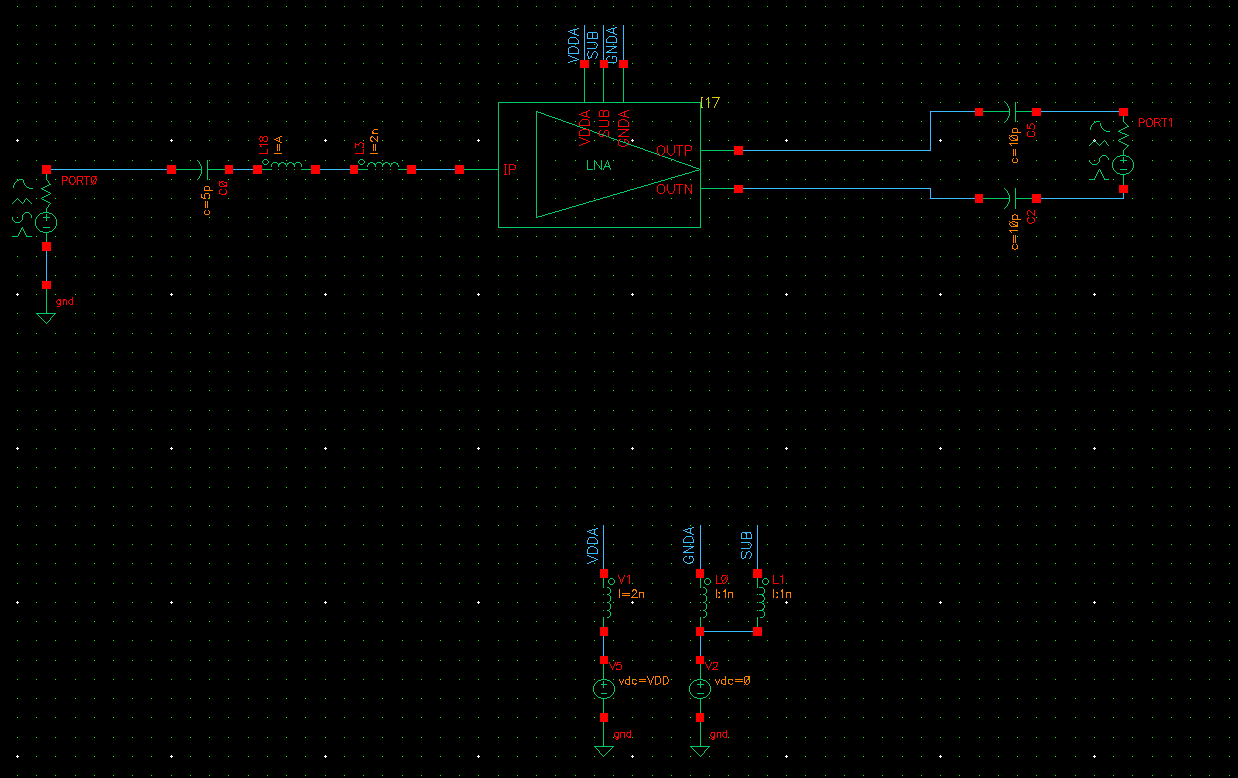 VDDA
SUB
GNDA
I17
VDDA
SUB
GNDA
LNA
IP
OUTP
OUTN
PORT0
gnd
c=5p
C0
L18
l=A
L3
l=2n
c=10p
C5
c=10p
C2
PORT1
VDDA
GNDA
SUB
V1
l=2n
L0
l:1n
L1
l:1n
V5
vdc=VDD
V2
vdc=0
gnd
gnd